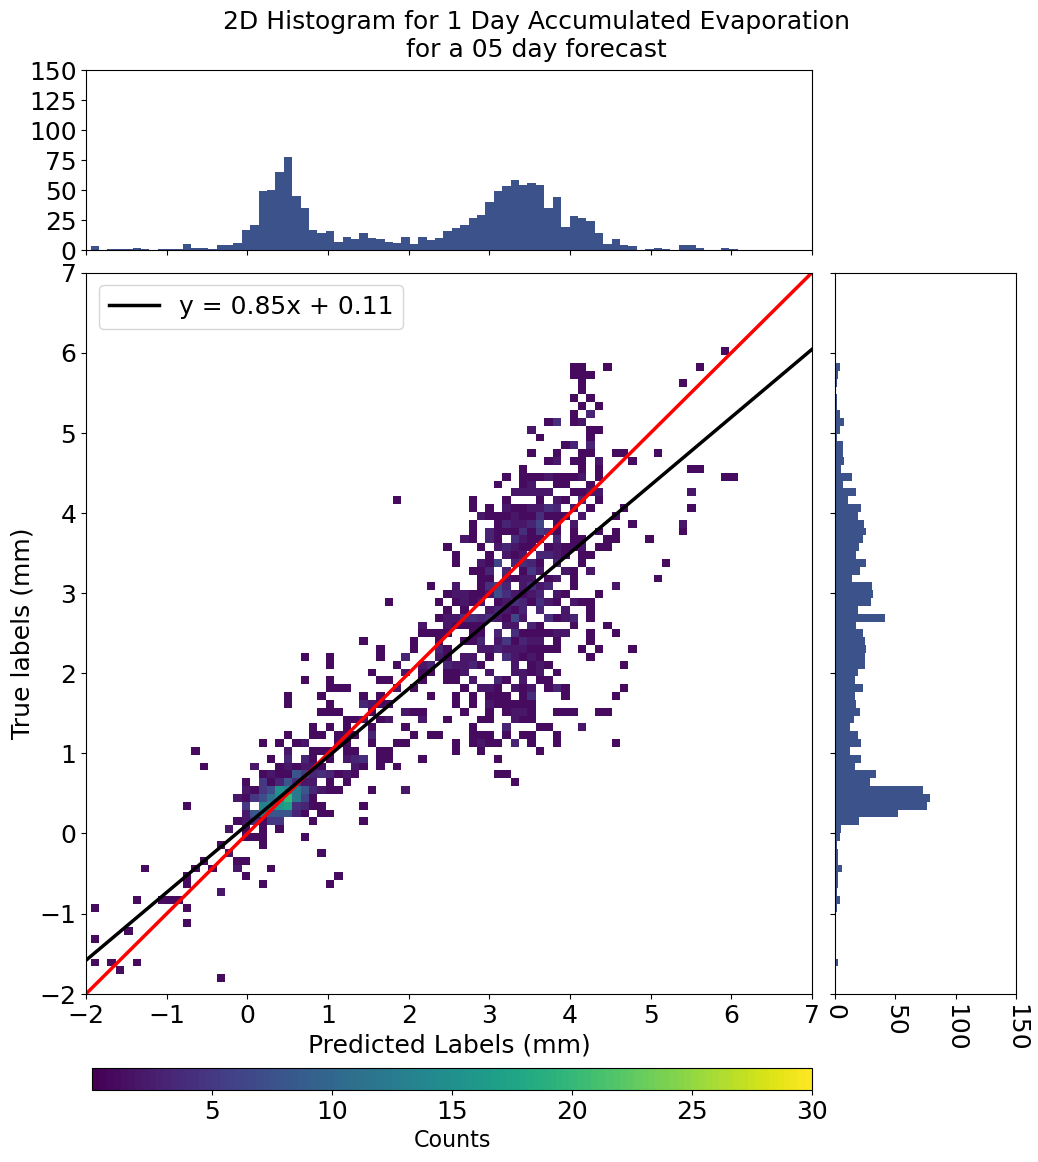 2D Histogram for 1 Day Accumulated Evaporation
for a 05 day forecast
150
125
100
75
50
25
0
7
6
5
4
3
2
1
0
−1
−2
True labels (mm)
y = 0.85x + 0.11
−2 −1 0 1 2 3 4 5 6 7
Predicted Labels (mm)
0 50 100 150
5 10 15 20 25 30
Counts